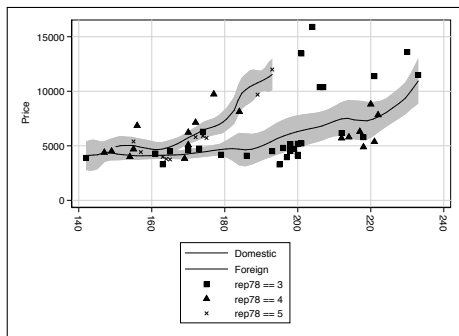 15000
10000
5000
0
Price
140 160 180 200 220 240
Domestic
Foreign
rep78 == 3
rep78 == 4
rep78 == 5